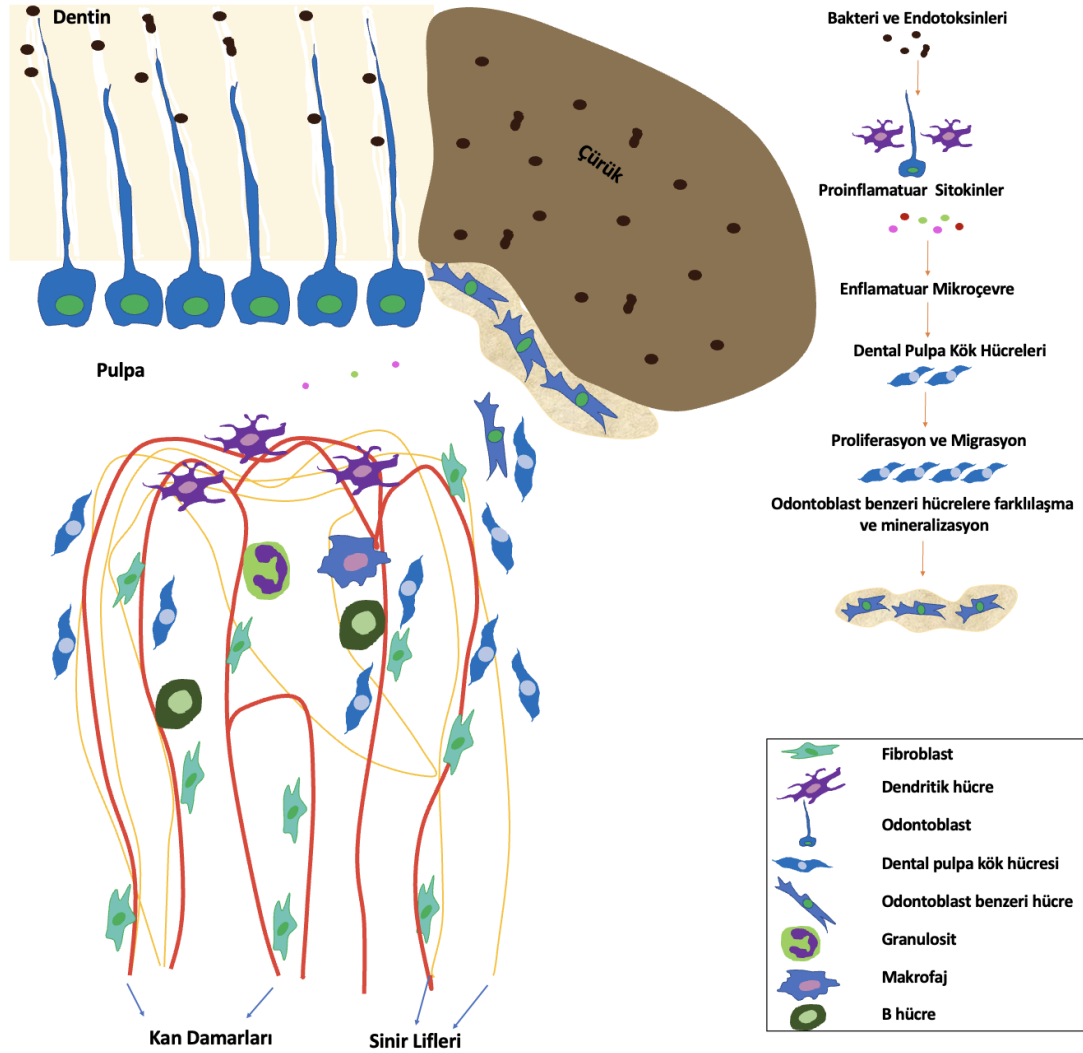 Dentin
Çürük
Pulpa
Kan Damarları
Sinir Lifleri
Bakteri ve Endotoksinleri
Proinflamatuar Sitokinler
Enflamatuar Mikroçevre
Dental Pulpa Kök Hücreleri
Proliferasyon ve Migrasyon
Odontoblast benzeri hücrelere farklılaşma
ve mineralizasyon
Fibroblast
Dendritik hücre
Odontoblast
Dental pulpa kök hücresi
Odontoblast benzeri hücre
Granulosit
Makrofaj
B hücre